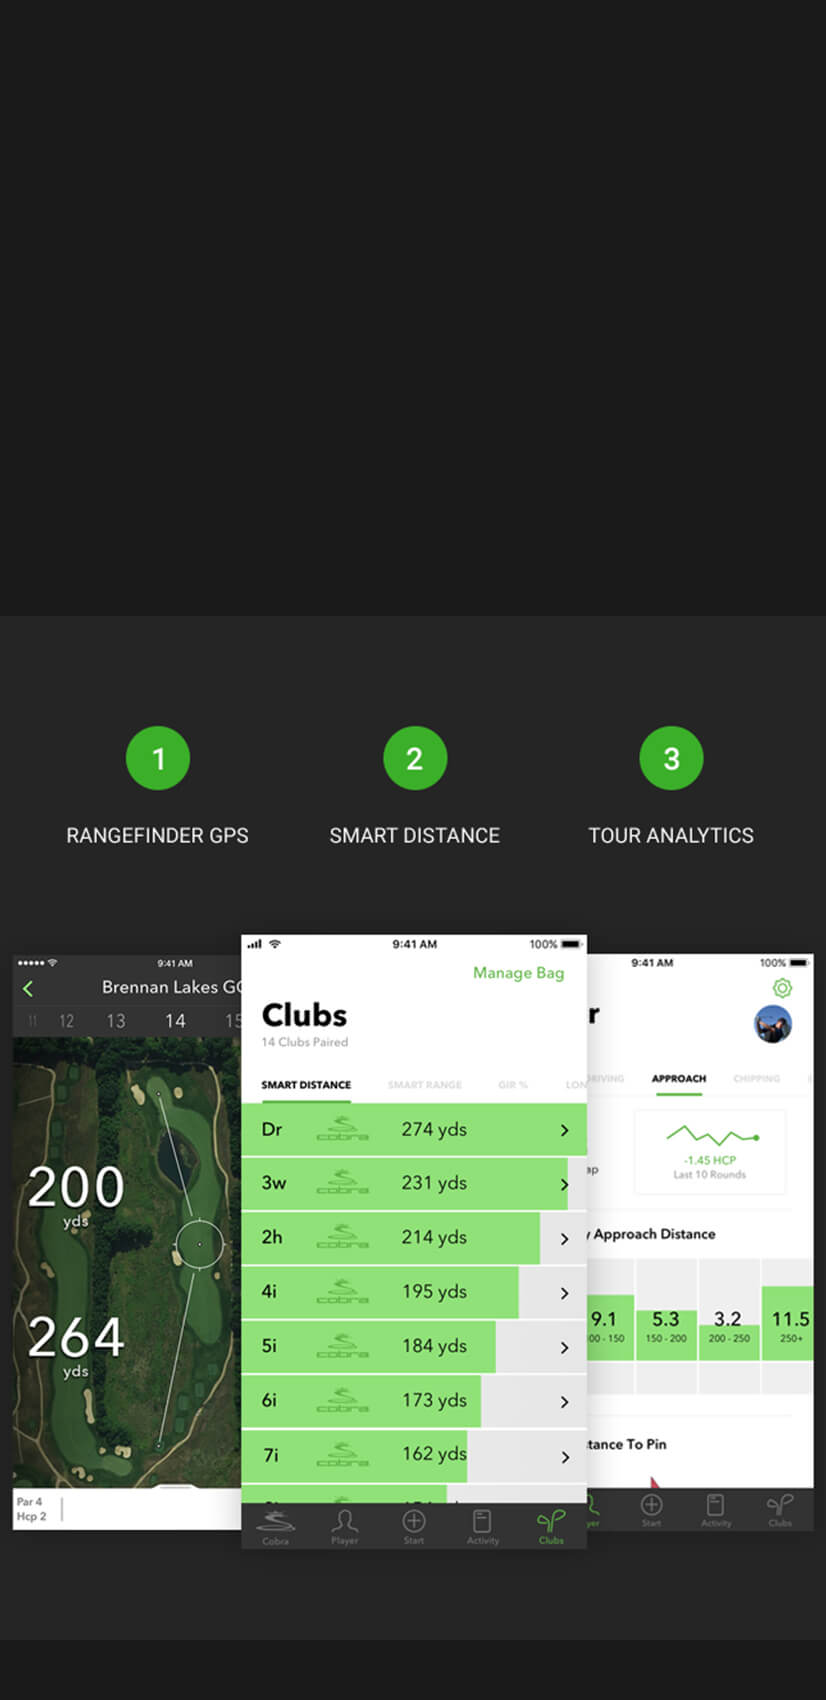 1
2
3
RANGEFINDER GPS
SMART DISTANCE
TOUR ANALYTICS
9:41 AM
Brennan Lakes GC
11 12 13 14 15
200
yds
264
yds
Par 4
Hcp 2
9:41 AM 100%
Manage Bag
Clubs
14 Clubs Paired
SMART DISTANCE SMART RANGE GIR % LON
Dr cobra 274 yds
3w cobra 231 yds
2h cobra 214 yds
4i cobra 195 yds
5i cobra 184 yds
6i cobra 173 yds
7i cobra 162 yds
Cobra Player Start Activity Clubs
9:41 AM 100%
r
RIVING APPROACH CHIPPING
ap
-1.45 HCP
Last 10 Rounds
y Approach Distance
9.1 5.3 3.2 11.5
00 - 150 150 - 200 200 - 250 250+
tance To Pin
yer Start Activity Clubs